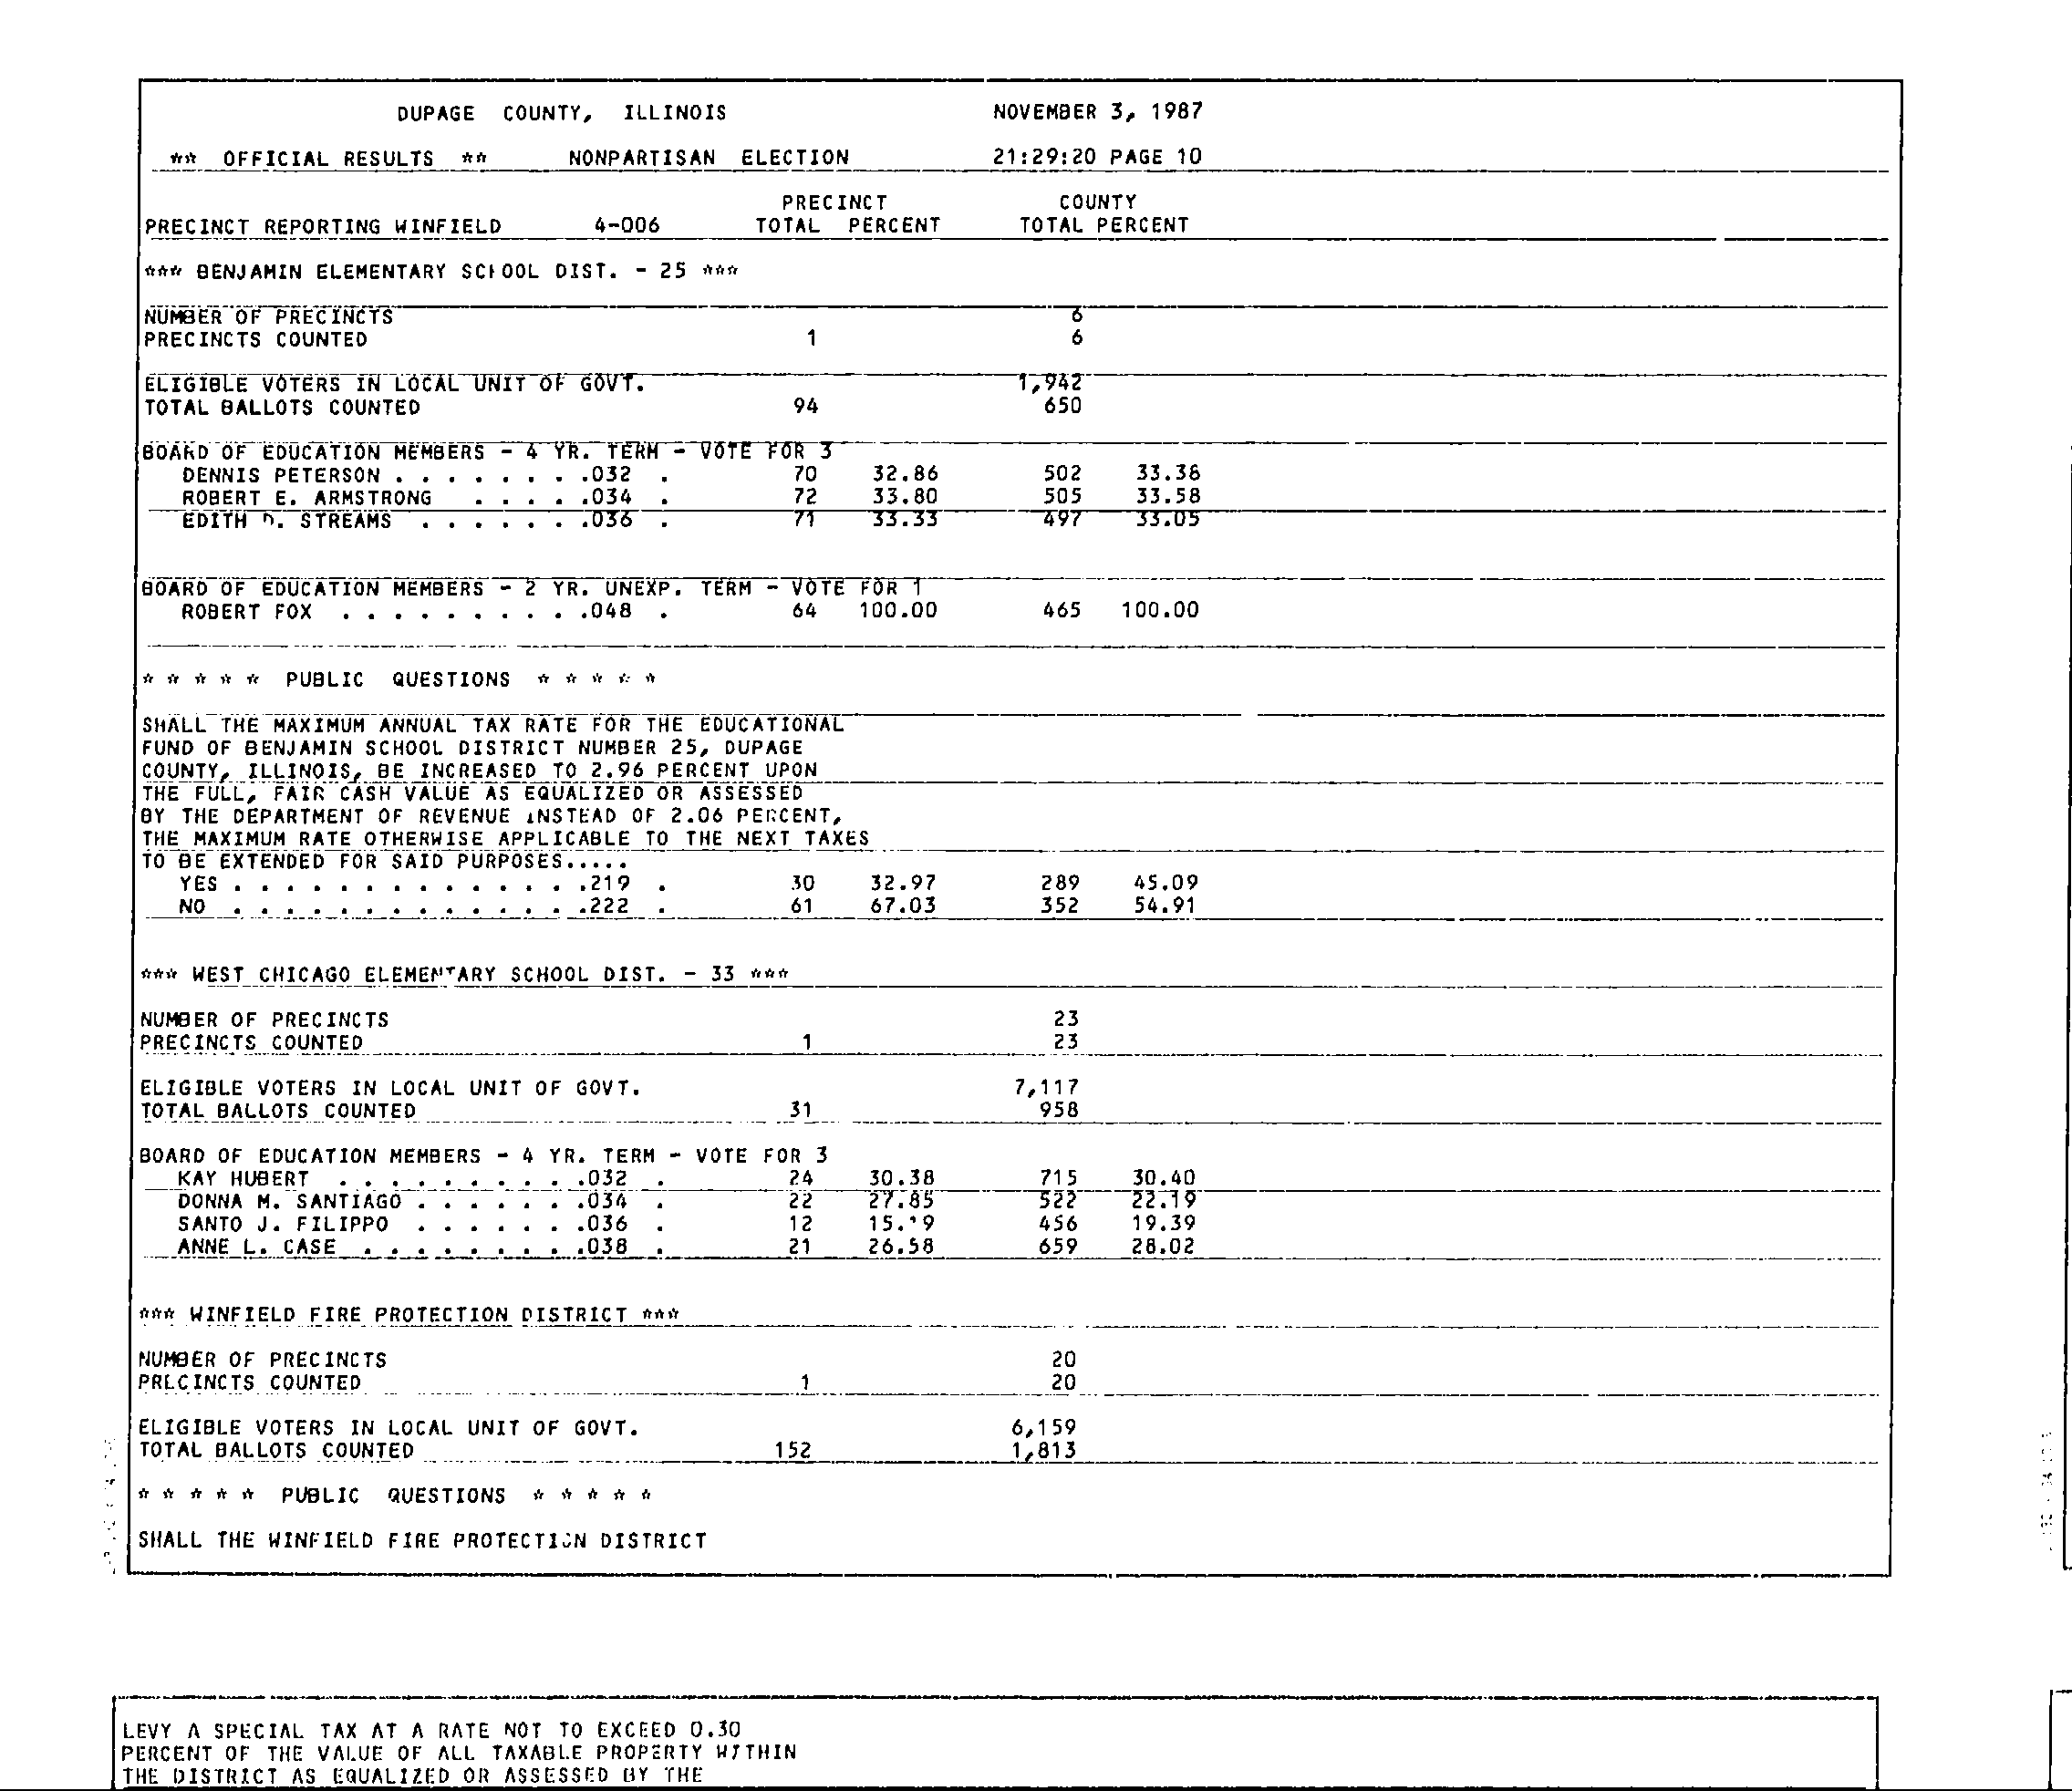 DUPAGE COUNTY, ILLINOIS NOVEMBER 3, 1987
** OFFICIAL RESULTS ** NONPARTISAN ELECTION 21:29:20 PAGE 10
PRECINCT COUNTY
PRECINCT REPORTING WINFIELD 4-006 TOTAL PERCENT TOTAL PERCENT
*** BENJAMIN ELEMENTARY SCHOOL DIST. - 25 ***
NUMBER OF PRECINCTS 6
PRECINCTS COUNTED 1 6
ELIGIBLE VOTERS IN LOCAL UNIT OF GOVT. 1,942
TOTAL BALLOTS COUNTED 94 650
BOARD OF EDUCATION MEMBERS - 4 YR. TERM - VOTE FOR 3
DENNIS PETERSON . . . . . . . .032 . 70 32.86 502 33.38
ROBERT E. ARMSTRONG . . . . .034 . 72 33.80 505 33.58
EDITH D. STREAMS . . . . . . .036 . 71 33.33 497 33.05
BOARD OF EDUCATION MEMBERS - 2 YR. UNEXP. TERM - VOTE FOR 1
ROBERT FOX . . . . . . . . . .048 . 64 100.00 465 100.00
* * * * * PUBLIC QUESTIONS * * * * *
SHALL THE MAXIMUM ANNUAL TAX RATE FOR THE EDUCATIONAL
FUND OF BENJAMIN SCHOOL DISTRICT NUMBER 25, DUPAGE
COUNTY, ILLINOIS, BE INCREASED TO 2.96 PERCENT UPON
THE FULL, FAIR CASH VALUE AS EQUALIZED OR ASSESSED
BY THE DEPARTMENT OF REVENUE INSTEAD OF 2.06 PERCENT,
THE MAXIMUM RATE OTHERWISE APPLICABLE TO THE NEXT TAXES
TO BE EXTENDED FOR SAID PURPOSES.....
YES . . . . . . . . . . . . . .219 . 30 32.97 289 45.09
NO . . . . . . . . . . . . . .222 . 61 67.03 352 54.91
*** WEST CHICAGO ELEMENTARY SCHOOL DIST. - 33 ***
NUMBER OF PRECINCTS 23
PRECINCTS COUNTED 1 23
ELIGIBLE VOTERS IN LOCAL UNIT OF GOVT. 7,117
TOTAL BALLOTS COUNTED 31 958
BOARD OF EDUCATION MEMBERS - 4 YR. TERM - VOTE FOR 3
KAY HUBERT . . . . . . . . . .032 . 24 30.38 715 30.40
DONNA M. SANTIAGO . . . . . . .034 . 22 27.85 522 22.19
SANTO J. FILIPPO . . . . . . .036 . 12 15.19 456 19.39
ANNE L. CASE . . . . . . . . .038 . 21 26.58 659 28.02
*** WINFIELD FIRE PROTECTION DISTRICT ***
NUMBER OF PRECINCTS 20
PRECINCTS COUNTED 1 20
ELIGIBLE VOTERS IN LOCAL UNIT OF GOVT. 6,159
TOTAL BALLOTS COUNTED 152 1,813
* * * * * PUBLIC QUESTIONS * * * * *
SHALL THE WINFIELD FIRE PROTECTION DISTRICT
LEVY A SPECIAL TAX AT A RATE NOT TO EXCEED 0.30
PERCENT OF THE VALUE OF ALL TAXABLE PROPERTY WITHIN
THE DISTRICT AS EQUALIZED OR ASSESSED BY THE